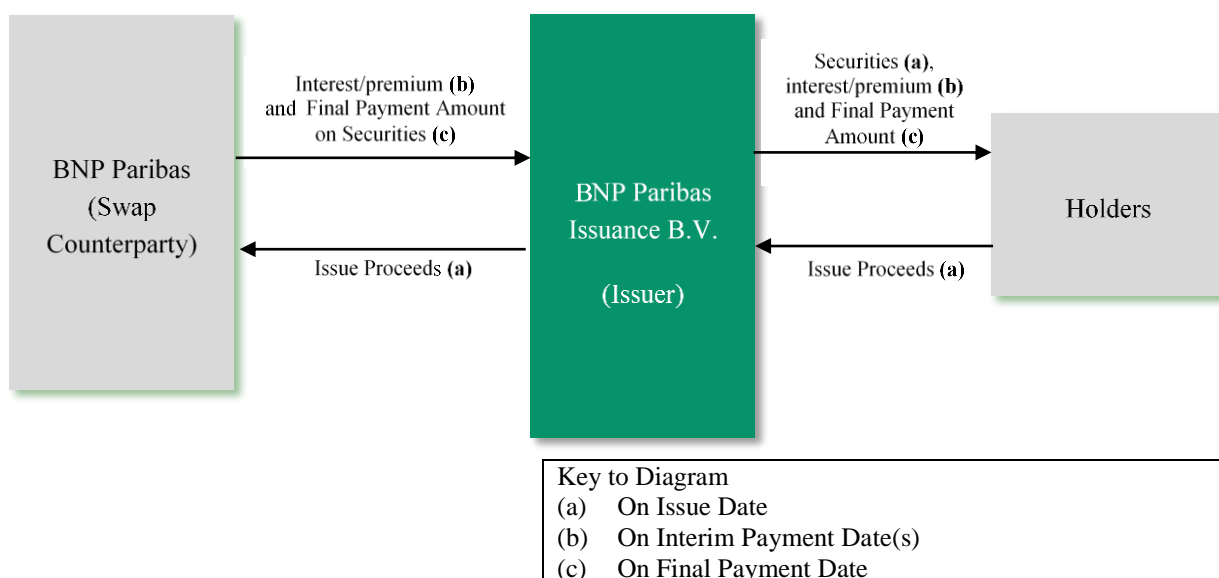 BNP Paribas
(Swap
Counterparty)
Interest/premium (b)
and Final Payment Amount
on Securities (c)
Issue Proceeds (a)
BNP Paribas
Issuance B.V.
(Issuer)
Securities (a),
interest/premium (b)
and Final Payment
Amount (c)
Issue Proceeds (a)
Holders
Key to Diagram
(a) On Issue Date
(b) On Interim Payment Date(s)
(c) On Final Payment Date